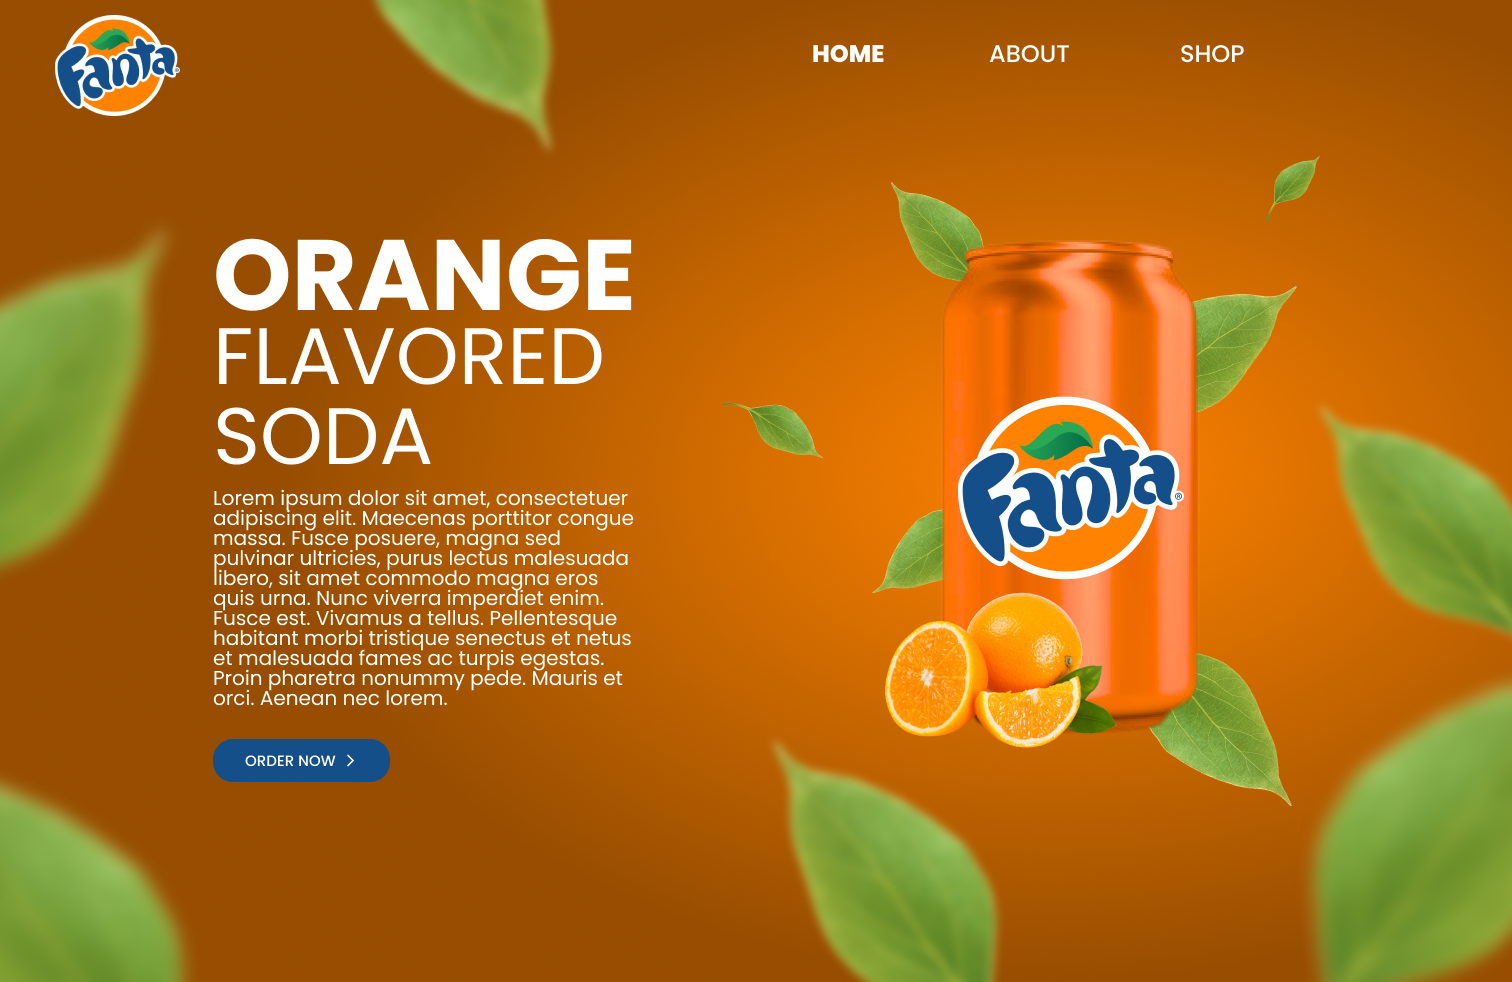 Fanta®
HOME ABOUT SHOP
ORANGE
FLAVORED
SODA
Lorem ipsum dolor sit amet, consectetuer
adipiscing elit. Maecenas porttitor congue
massa. Fusce posuere, magna sed
pulvinar ultricies, purus lectus malesuada
libero, sit amet commodo magna eros
quis urna. Nunc viverra imperdiet enim.
Fusce est. Vivamus a tellus. Pellentesque
habitant morbi tristique senectus et netus
et malesuada fames ac turpis egestas.
Proin pharetra nonummy pede. Mauris et
orci. Aenean nec lorem.
ORDER NOW
Fanta®